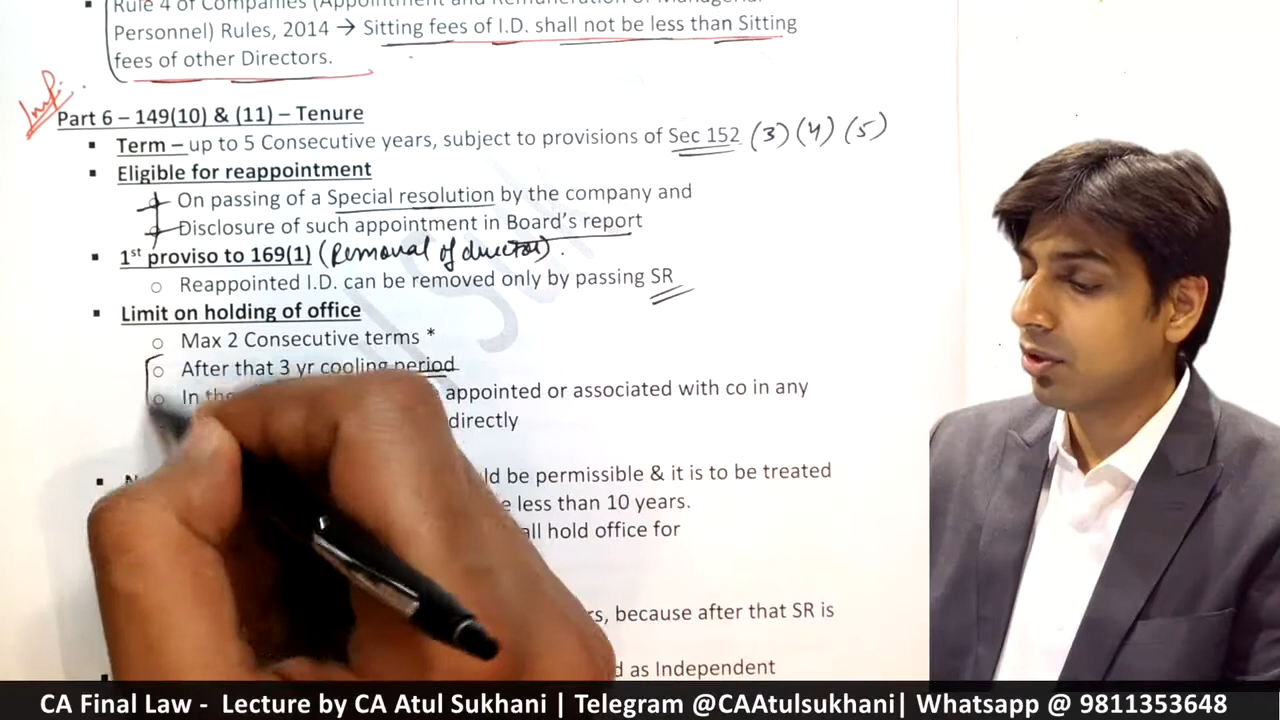 Rule 4 of Companies (Appointment and Remuneration of Managerial
Personnel) Rules, 2014 → Sitting fees of I.D. shall not be less than Sitting
fees of other Directors.
Imp.
Part 6 – 149(10) & (11) – Tenure
Term – up to 5 Consecutive years, subject to provisions of Sec 152 (3) (4) (5)
Eligible for reappointment
On passing of a Special resolution by the company and
Disclosure of such appointment in Board's report
1st proviso to 169(1) (Removal of director).
Reappointed I.D. can be removed only by passing SR
Limit on holding of office
Max 2 Consecutive terms *
After that 3 yr cooling period
In the appointed or associated with co in any
directly
be permissible & it is to be treated
less than 10 years.
hold office for
because after that SR is
as Independent
CA Final Law - Lecture by CA Atul Sukhani | Telegram @CAAtulsukhani| Whatsapp @ 9811353648